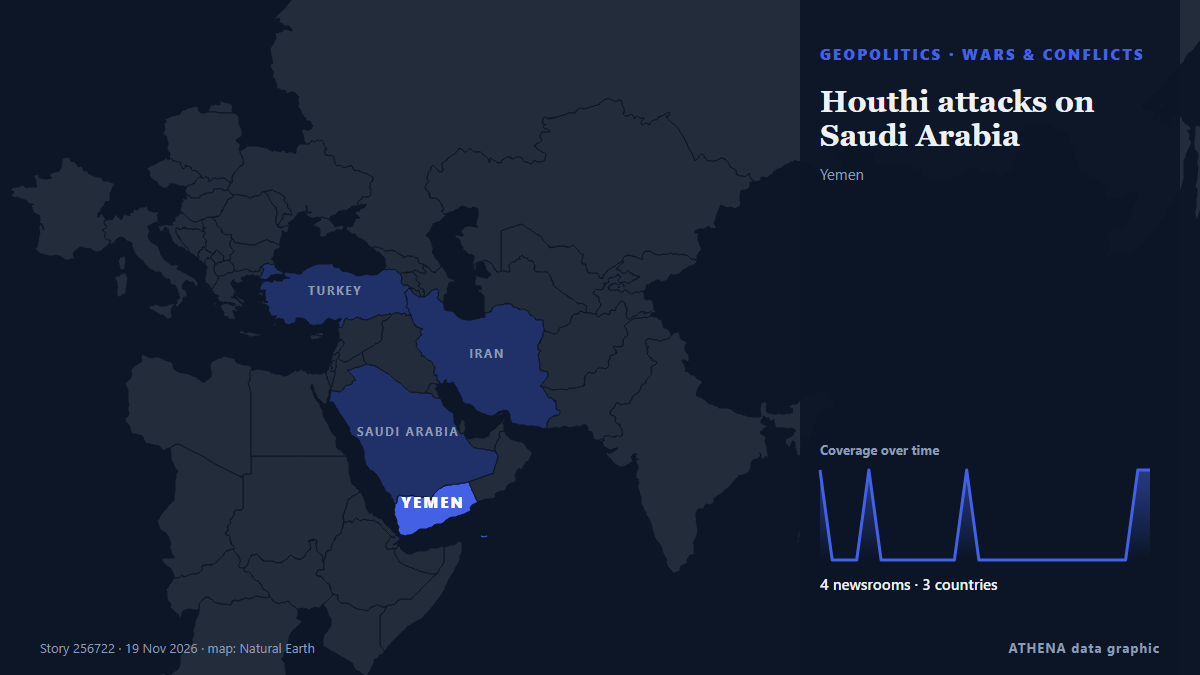 GEOPOLITICS · WARS & CONFLICTS
Houthi attacks on
Saudi Arabia
Yemen
TURKEY
IRAN
SAUDI ARABIA
YEMEN
Coverage over time
4 newsrooms · 3 countries
Story 256722 · 19 Nov 2026 · map: Natural Earth
ATHENA data graphic